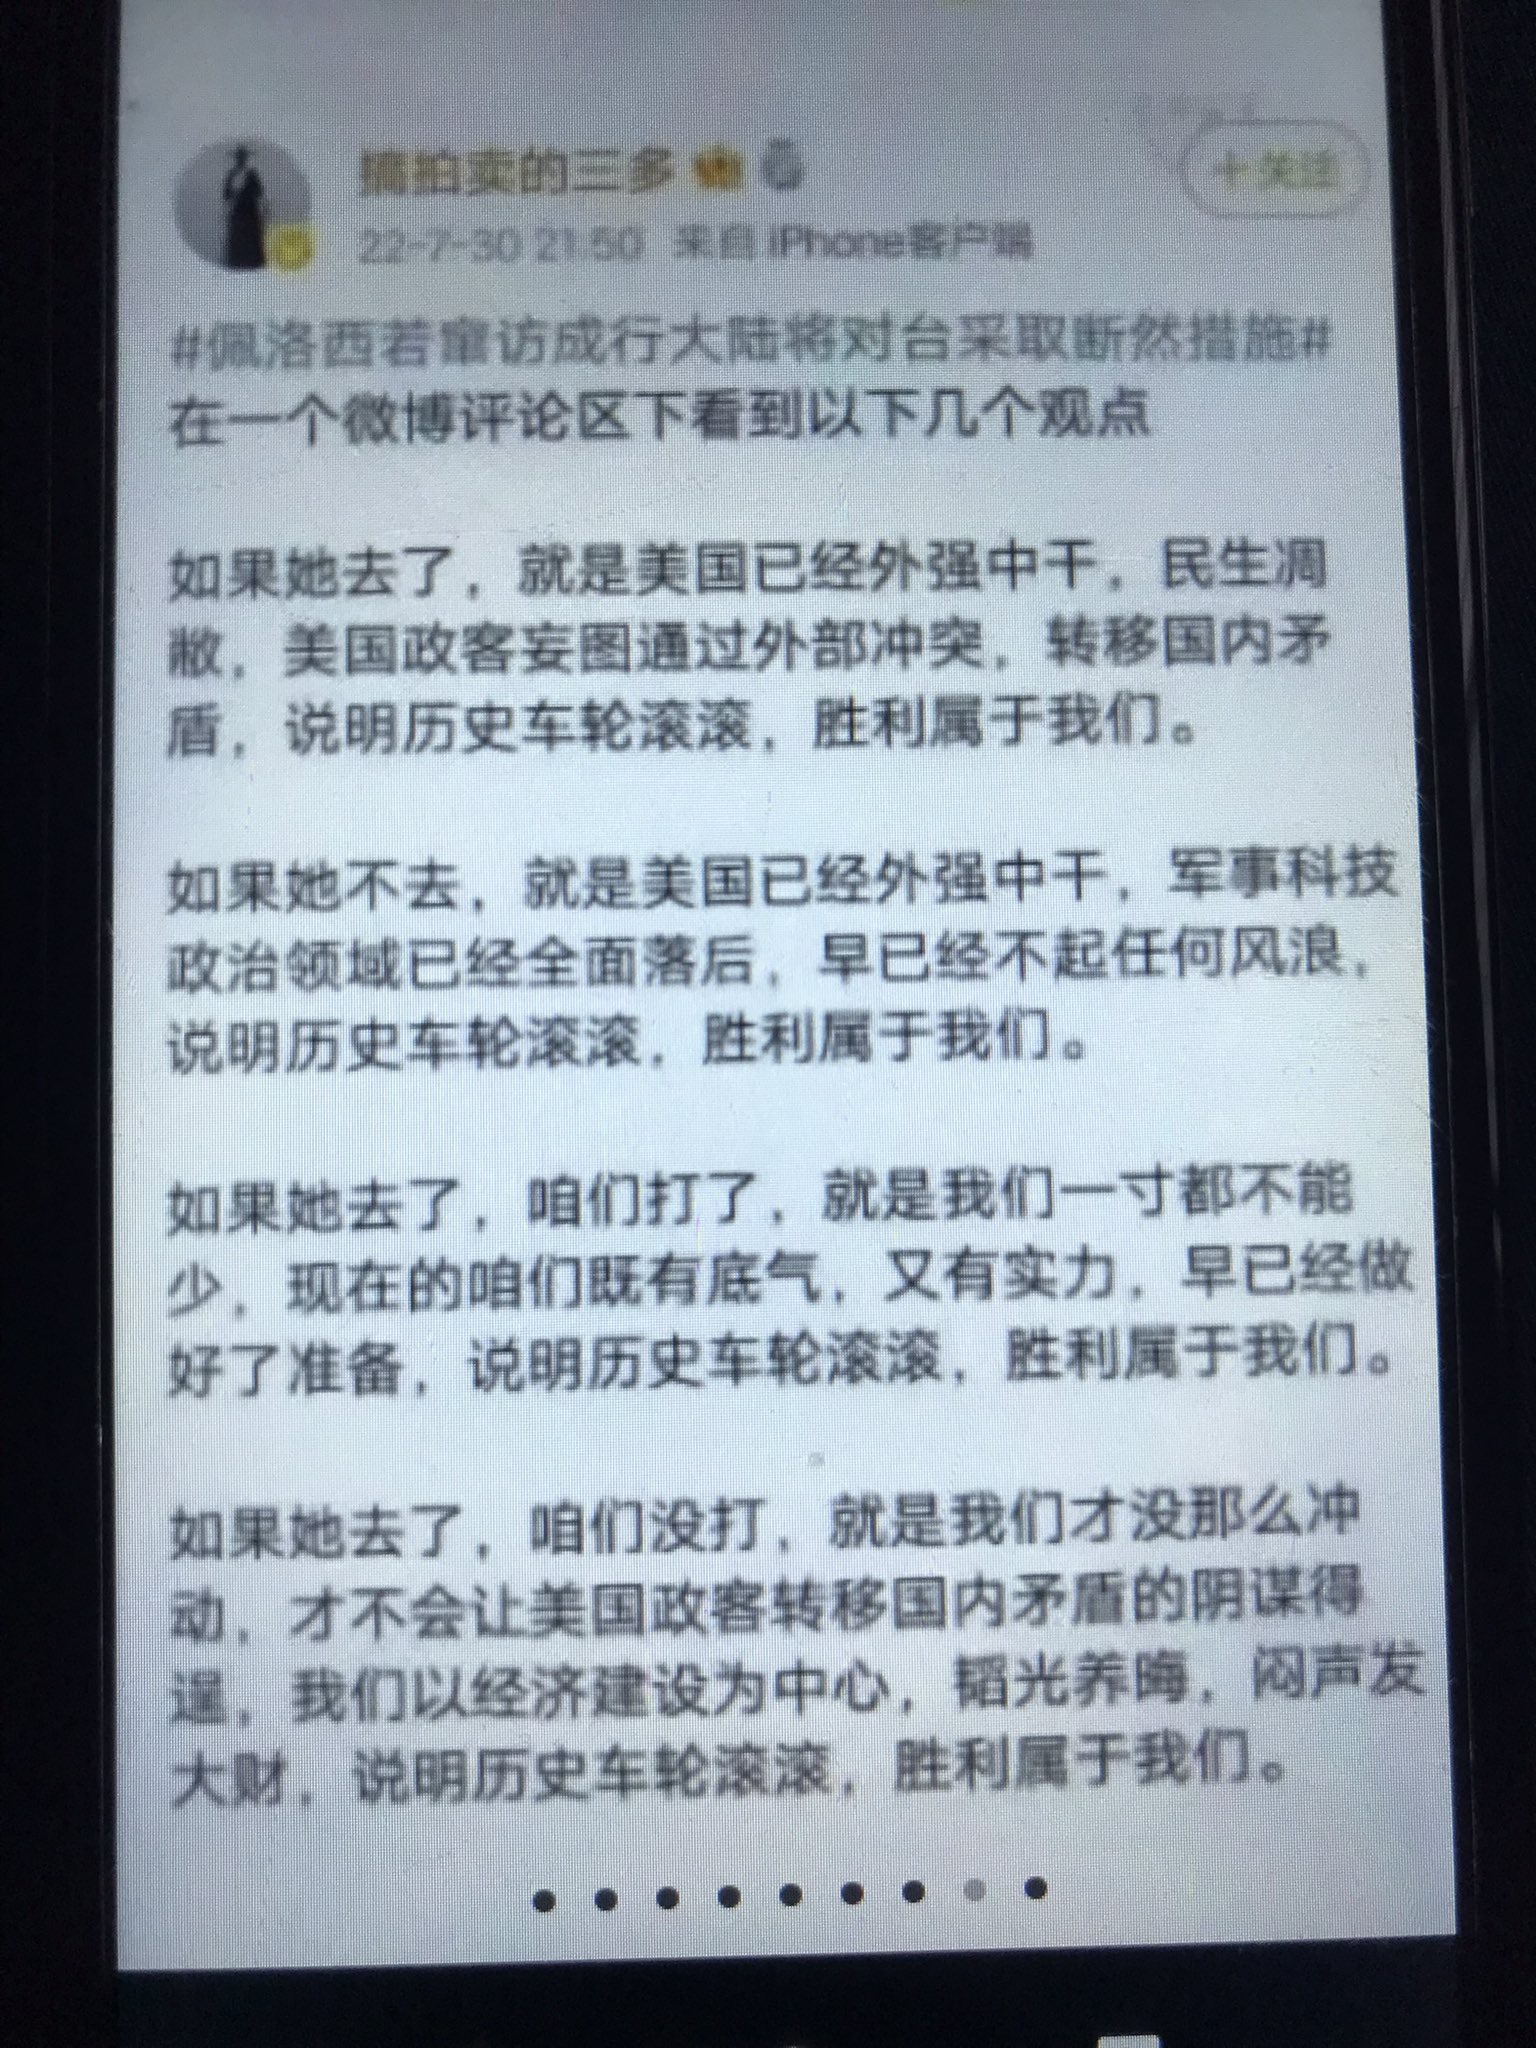 拍卖的三多
+关注
22-7-30 21:50 来自 iPhone客户端
#佩洛西若窜访成行大陆将对台采取断然措施#
在一个微博评论区下看到以下几个观点
如果她去了，就是美国已经外强中干，民生凋
敝，美国政客妄图通过外部冲突，转移国内矛
盾，说明历史车轮滚滚，胜利属于我们。
如果她不去，就是美国已经外强中干，军事科技
政治领域已经全面落后，早已经不起任何风浪，
说明历史车轮滚滚，胜利属于我们。
如果她去了，咱们打了，就是我们一寸都不能
少，现在的咱们既有底气，又有实力，早已经做
好了准备，说明历史车轮滚滚，胜利属于我们。
如果她去了，咱们没打，就是我们才没那么冲
动，才不会让美国政客转移国内矛盾的阴谋得
逞，我们以经济建设为中心，韬光养晦，闷声发
大财，说明历史车轮滚滚，胜利属于我们。